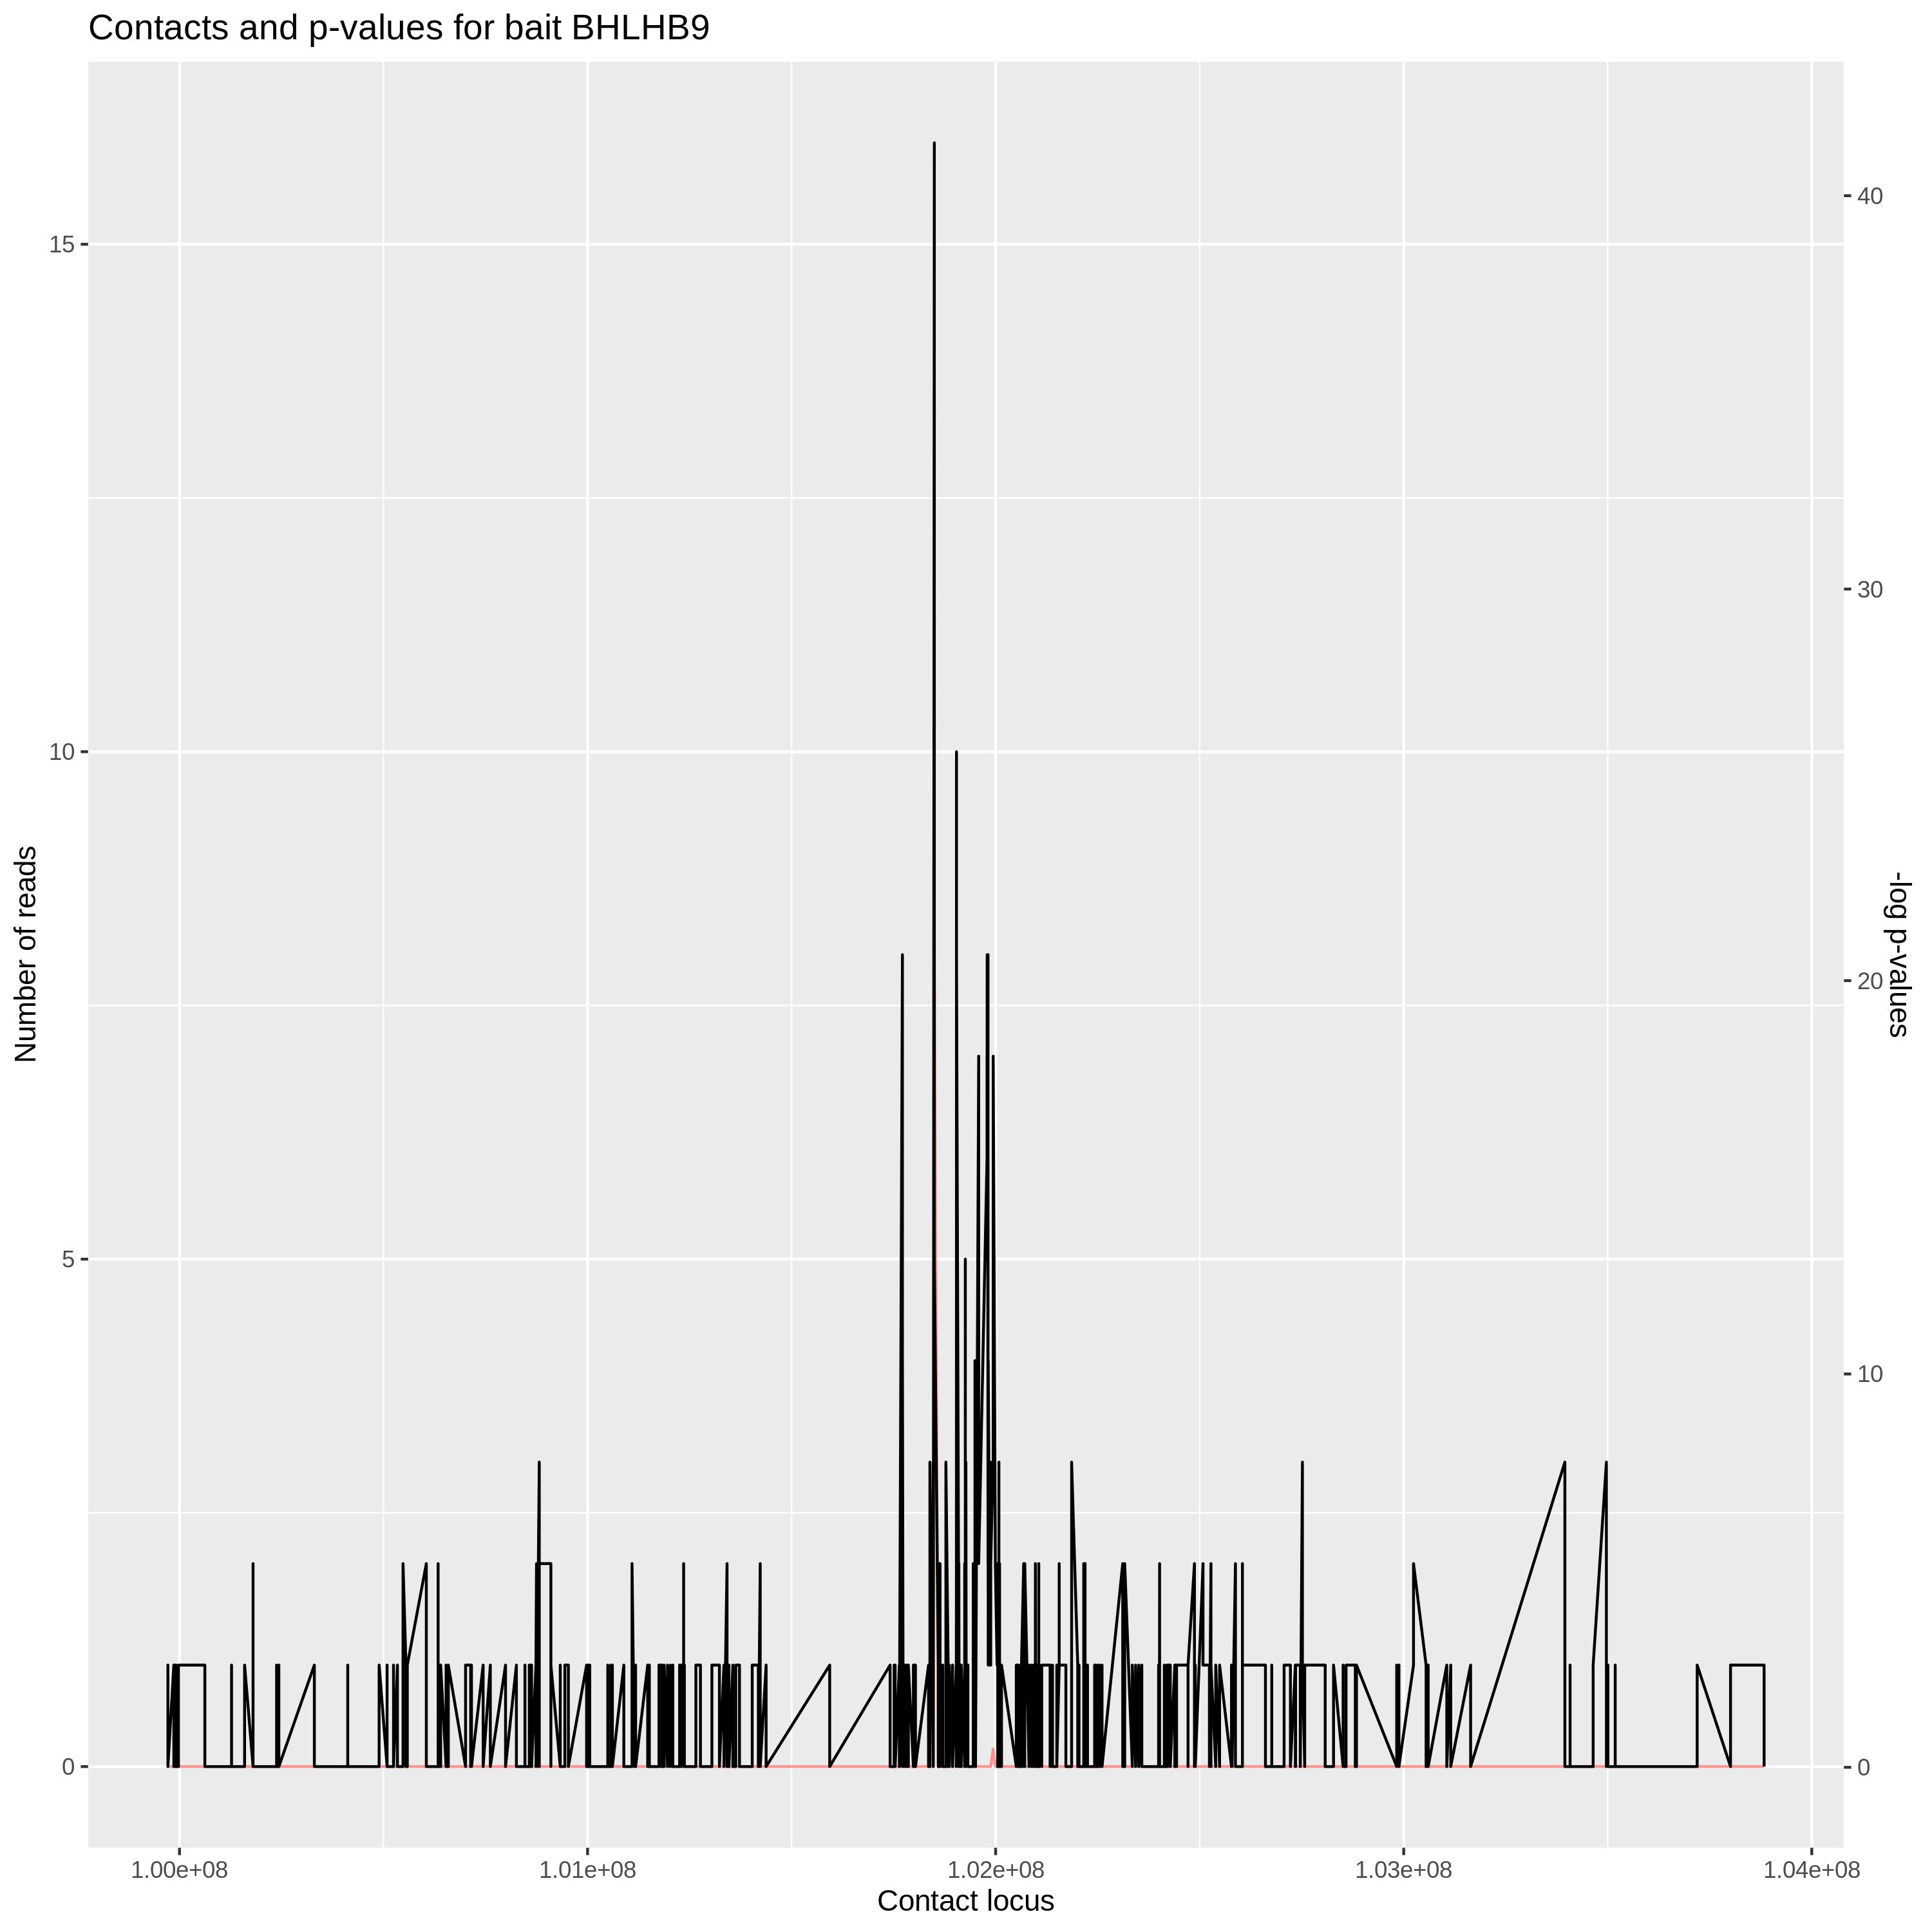 Contacts and p-values for bait BHLHB9
15
10
5
0
Number of reads
40
30
20
10
0
-log p-values
1.00e+08
1.01e+08
1.02e+08
1.03e+08
1.04e+08
Contact locus